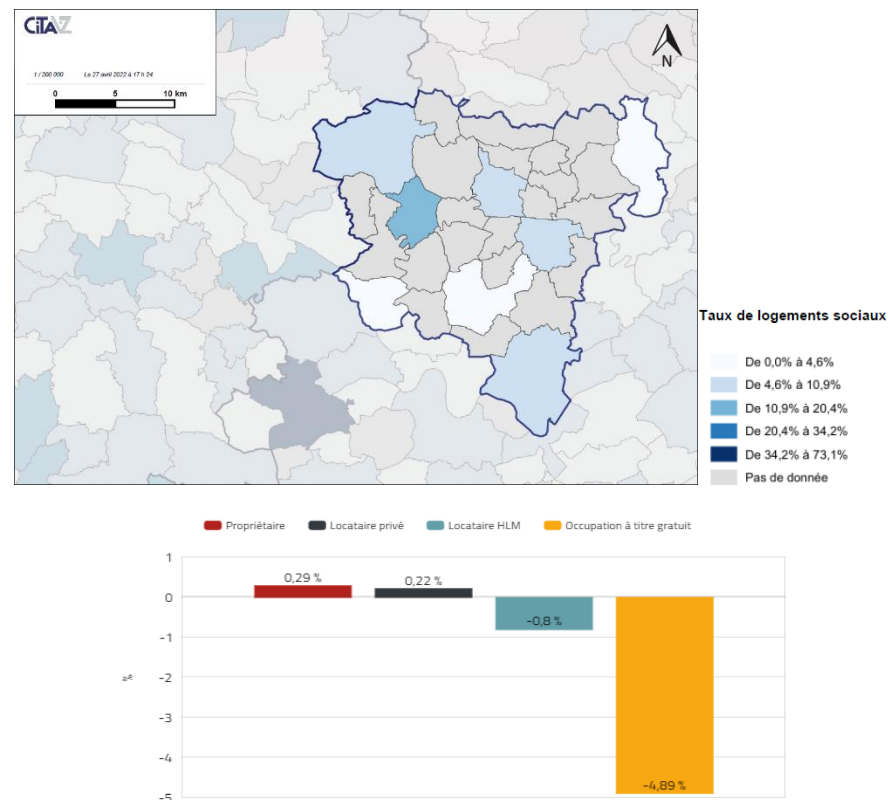 CiTAVIZ
1 / 200 000 Le 27 avril 2022 à 17 h 24
0 5 10 km
N
Taux de logements sociaux
De 0,0% à 4,6%
De 4,6% à 10,9%
De 10,9% à 20,4%
De 20,4% à 34,2%
De 34,2% à 73,1%
Pas de donnée
Propriétaire Locataire privé Locataire HLM Occupation à titre gratuit
1
0,29 %
0,22 %
0
-0,8 %
-1
%
-2
-3
-4
-4,89 %
-5